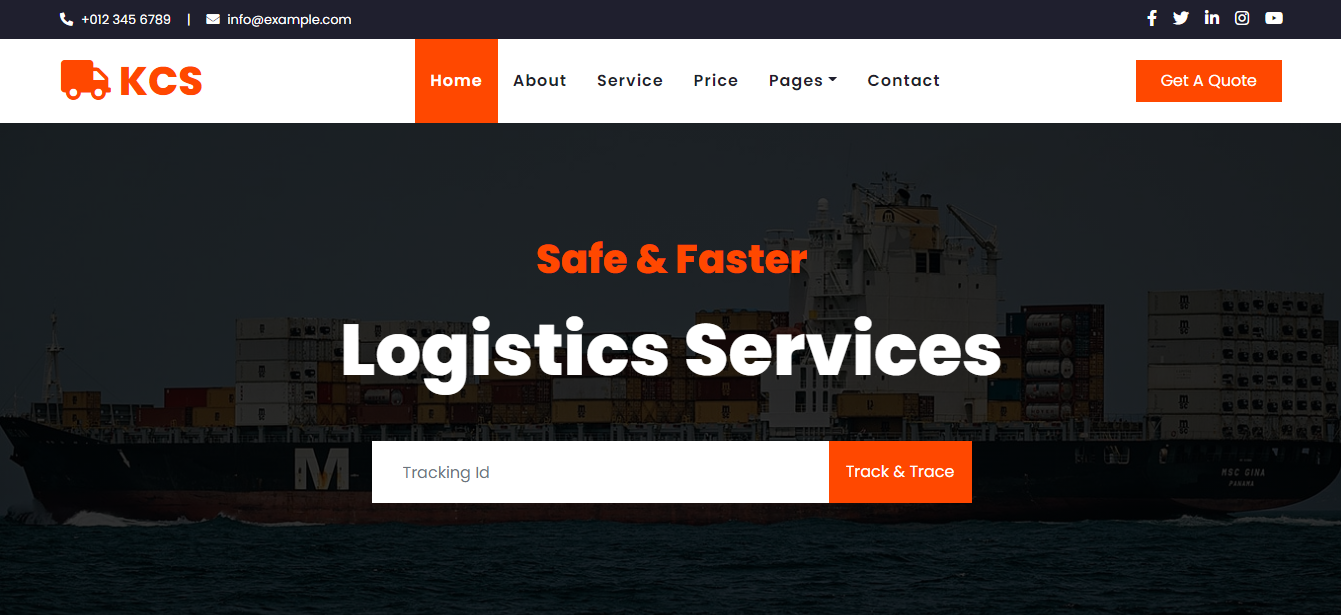 +012 345 6789 | info@example.com
KCS
Home About Service Price Pages Contact
Get A Quote
Safe & Faster
Logistics Services
Tracking Id
Track & Trace
M
MSC GINA
PANAMA